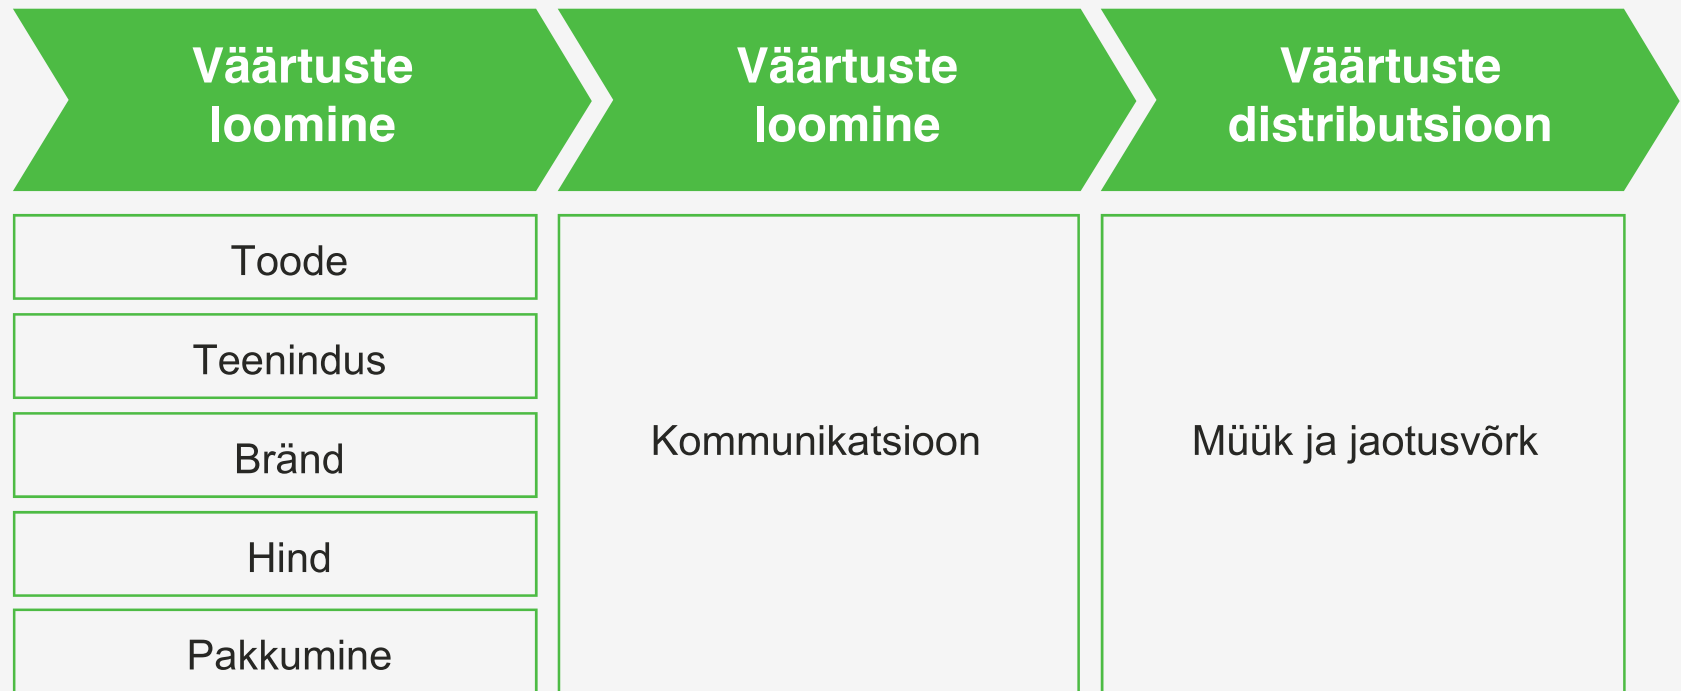 Väärtuste
loomine
Väärtuste
loomine
Väärtuste
distributsioon
Toode
Teenindus
Bränd
Hind
Pakkumine
Kommunikatsioon
Müük ja jaotusvõrk